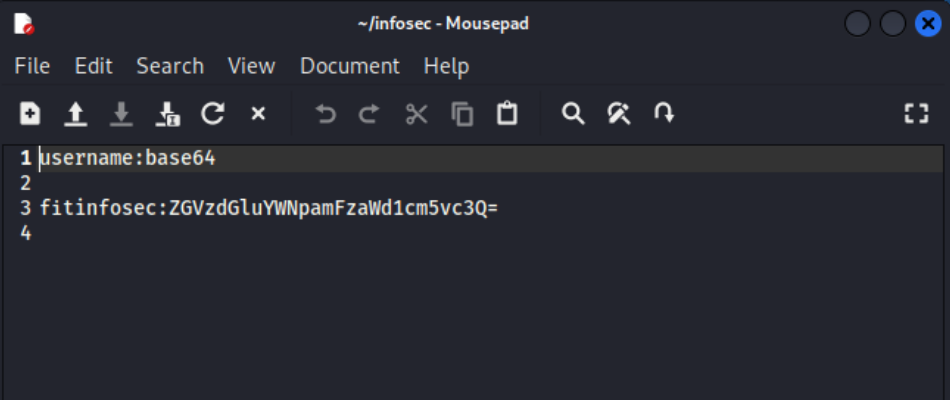 ~/infosec - Mousepad
File Edit Search View Document Help
1 username:base64
2
3 fitinfosec:ZGVzdGluYWNpamFzaWd1cm5vc3Q=
4